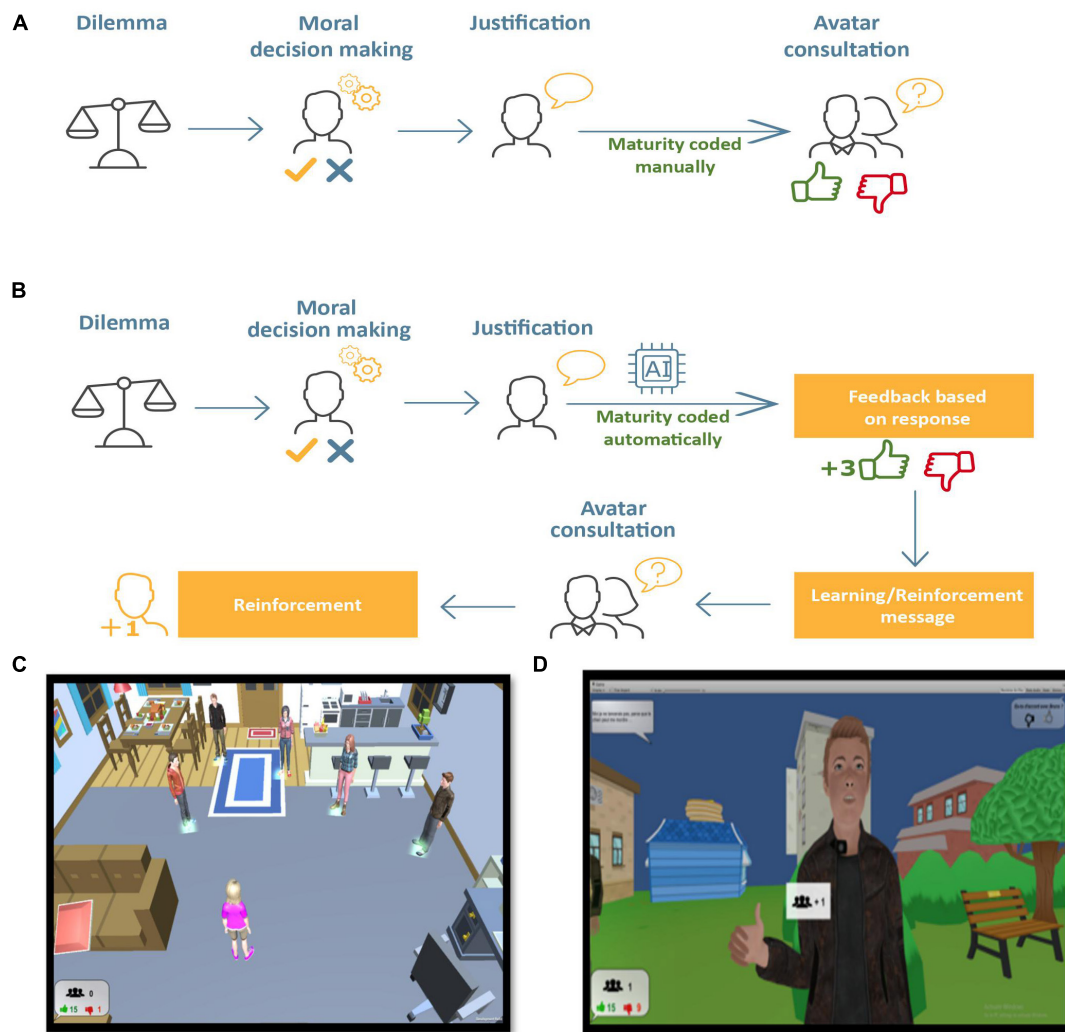 A
Dilemma
Moral
decision making
Justification
Avatar
consultation
?
Maturity coded
manually
B
Dilemma
Moral
decision making
Justification
AI
Maturity coded
automatically
Feedback based
on response
+3
Avatar
consultation
?
+1
Reinforcement
Learning/Reinforcement
message
C
0
15 1
D
+1
1
15 9